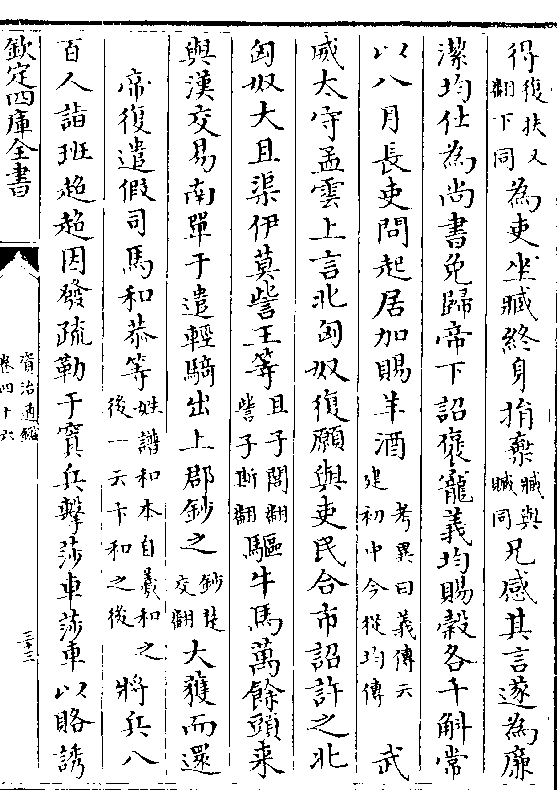 得復扶又翻下同為吏坐臧終身捐棄臧與贓同兄感其言遂為廉
潔均仕為尚書免歸帝下詔褒寵義均賜穀各千斛常
以八月長吏問起居加賜羊酒考異曰義傳云建初中今從均傳武
威太守孟雲上言北匈奴復願與吏民合市詔許之北
匈奴大且渠伊莫訾王等且子閭翻訾子斯翻驅牛馬萬餘頭来
與漢交易南單于遣輕騎出上郡鈔之鈔楚交翻大獲而還
帝復遣假司馬和恭等姓譜和本自羲和之後一云卞和之後將兵八
百人詣班超超因發疏勒于窴兵擊莎車莎車以賂誘
欽定四庫全書
資治通鑑
卷四十六
三十三